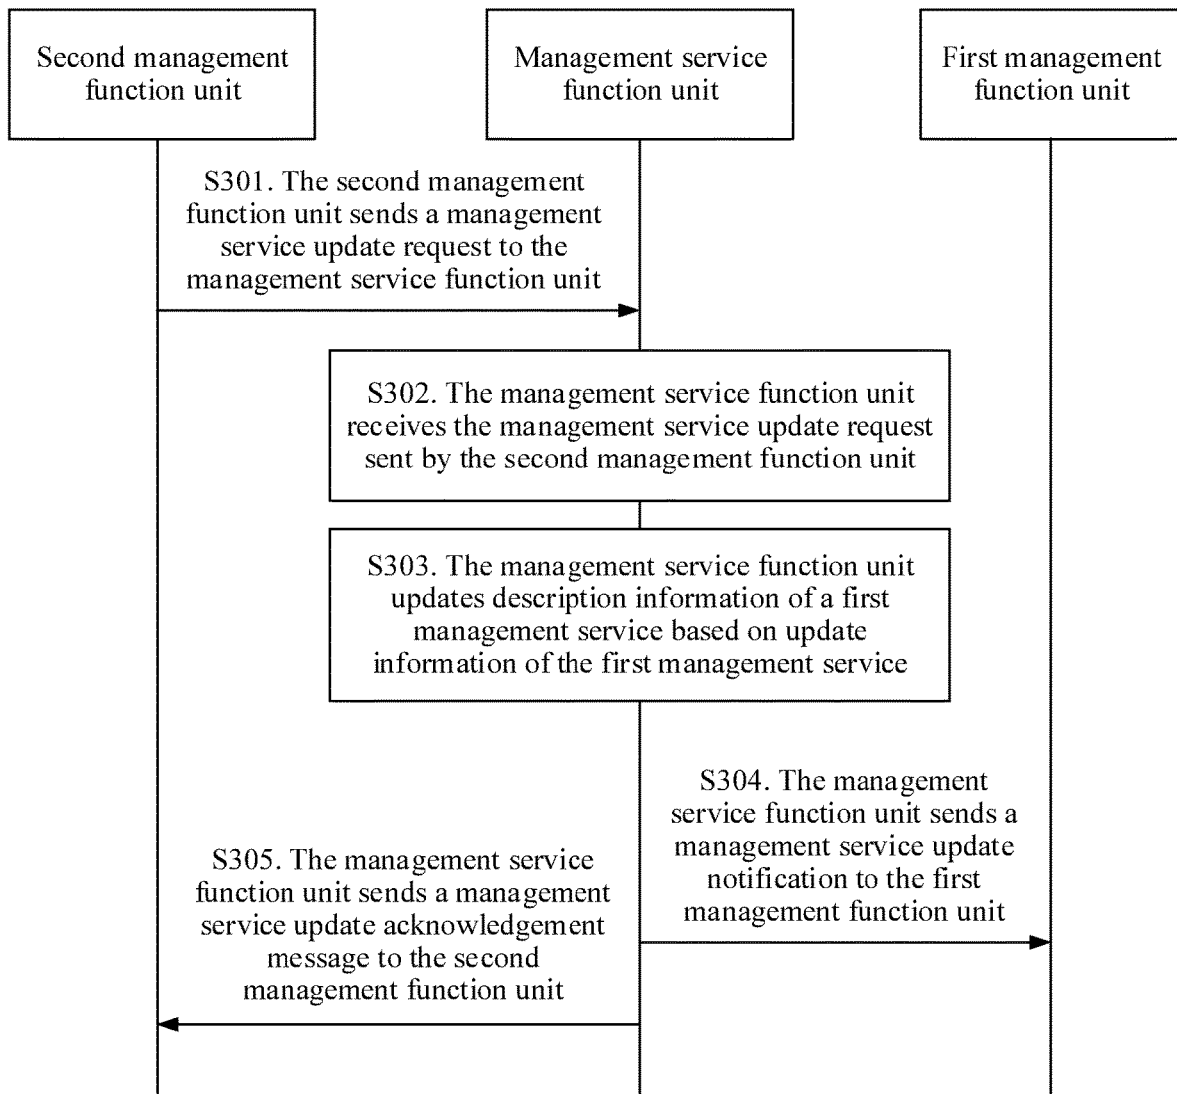 Second management
function unit
Management service
function unit
First management
function unit
S301. The second management
function unit sends a management
service update request to the
management service function unit
S302. The management service function unit
receives the management service update request
sent by the second management function unit
S303. The management service function unit
updates description information of a first
management service based on update
information of the first management service
S304. The management
service function unit sends a
management service update
notification to the first
management function unit
S305. The management service
function unit sends a management
service update acknowledgement
message to the second
management function unit